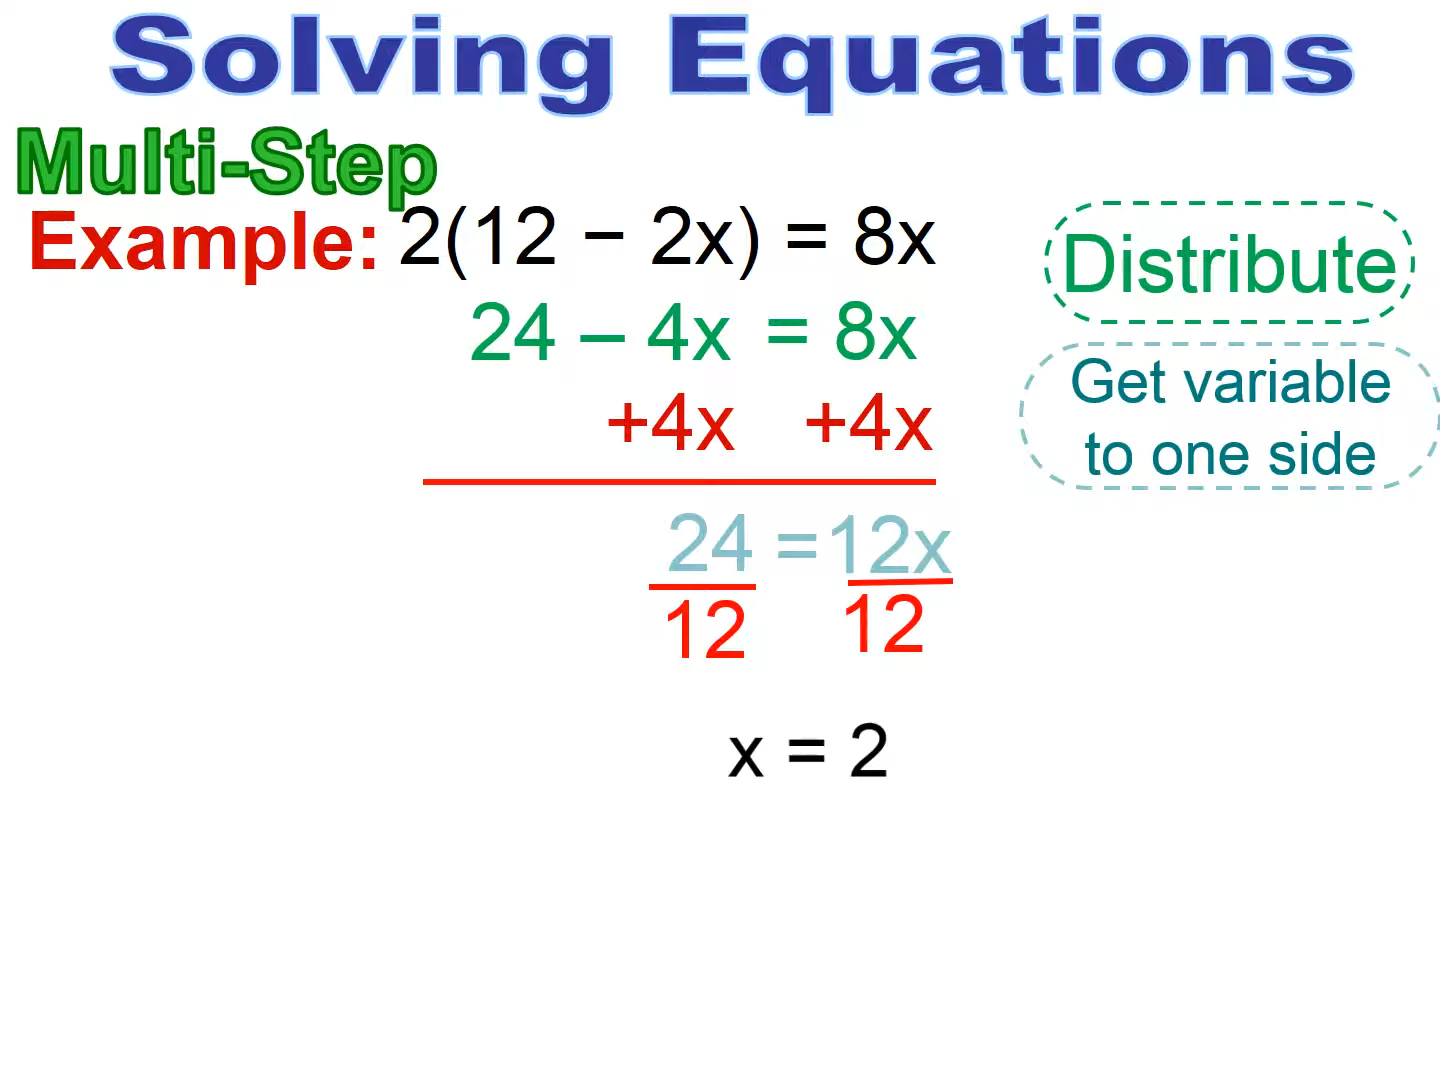 Solving Equations
Multi-Step
Example: 2(12 − 2x) = 8x
Distribute
24 – 4x = 8x
Get variable
to one side
+4x +4x
24 = 12x
12 12
x = 2